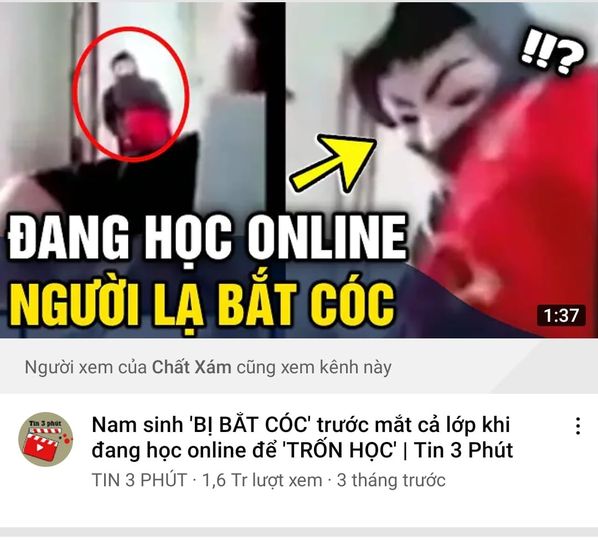 !!?
ĐANG HỌC ONLINE
NGƯỜI LẠ BẮT CÓC
1:37
Người xem của Chất Xám cũng xem kênh này
Tin 3 phút
Nam sinh 'BỊ BẮT CÓC' trước mắt cả lớp khi
đang học online để 'TRỐN HỌC' | Tin 3 Phút
TIN 3 PHÚT · 1,6 Tr lượt xem · 3 tháng trước